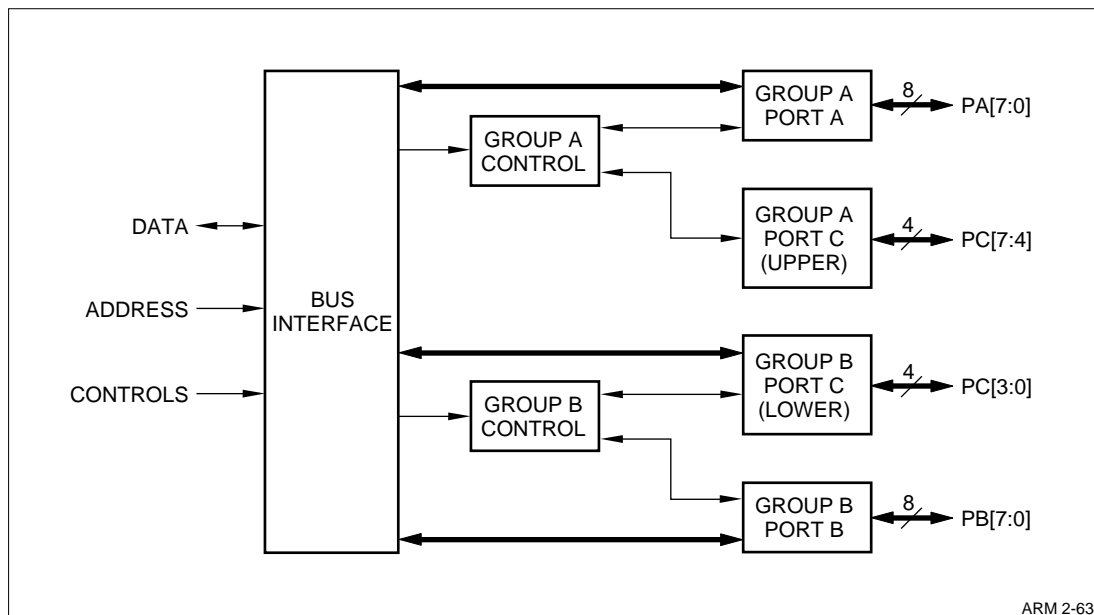 GROUP A
PORT A
8
PA[7:0]
GROUP A
CONTROL
GROUP A
PORT C
(UPPER)
4
PC[7:4]
DATA
ADDRESS
CONTROLS
BUS
INTERFACE
GROUP B
PORT C
(LOWER)
4
PC[3:0]
GROUP B
CONTROL
GROUP B
PORT B
8
PB[7:0]
ARM 2-63